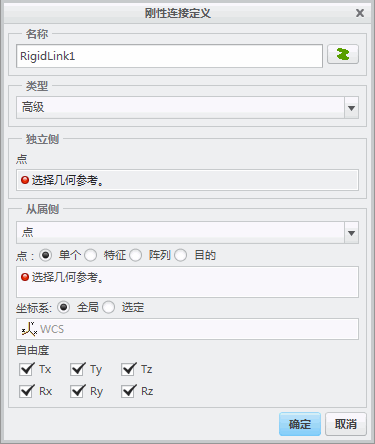 刚性连接定义
名称
RigidLink1
类型
高级
独立侧
点
选择几何参考。
从属侧
点
点 : 单个 特征 阵列 目的
选择几何参考。
坐标系: 全局 选定
WCS
自由度
Tx Ty Tz
Rx Ry Rz
确定 取消